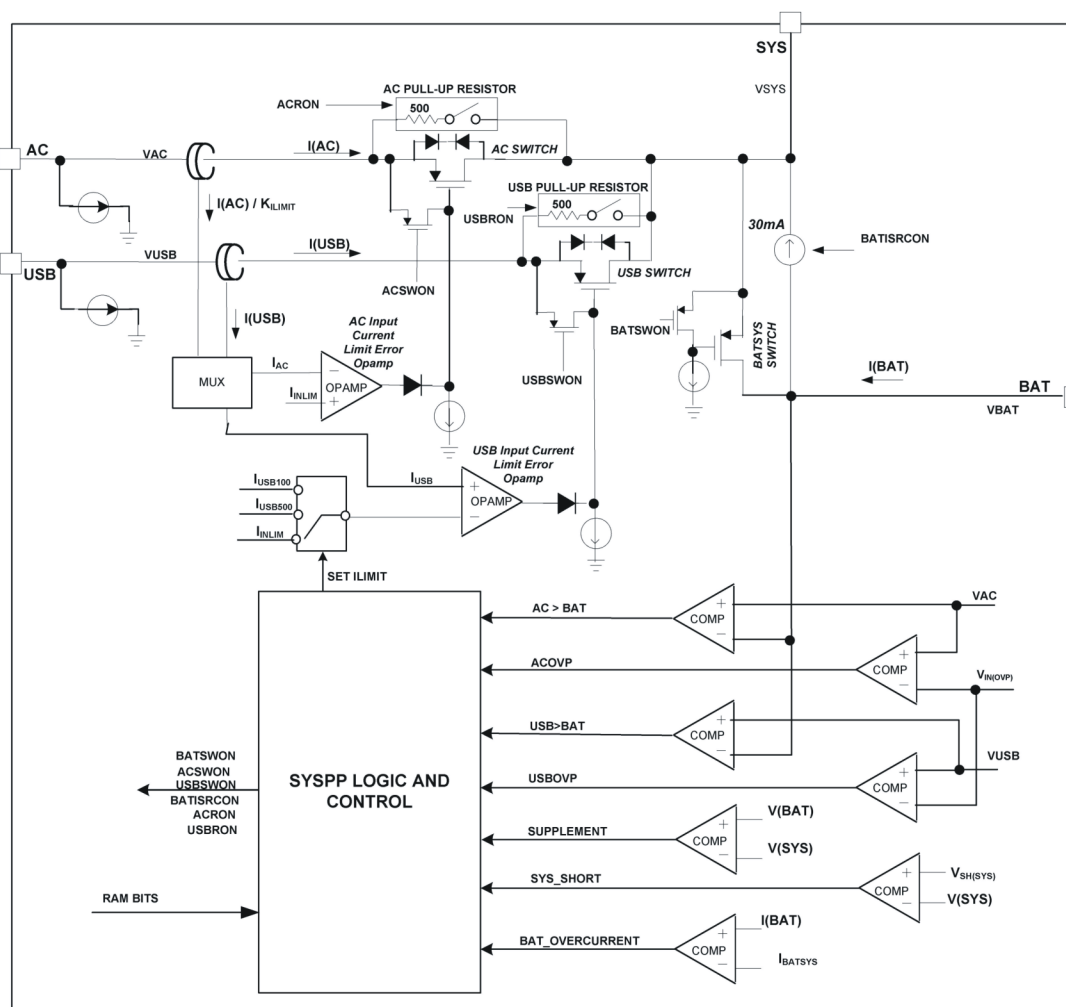 SYS
VSYS
AC PULL-UP RESISTOR
ACRON
500
AC
VAC
I(AC)
AC SWITCH
I(AC) / KILIMIT
USB PULL-UP RESISTOR
500
USBRON
30mA
BATISRCON
USB
VUSB
I(USB)
USB SWITCH
ACSWON
I(USB)
BATSWON
BATSYS
SWITCH
AC Input
Current
Limit Error
Opamp
USBSWON
I(BAT)
BAT
VBAT
MUX
IAC
IINLIM
−
OPAMP
+
USB Input Current
Limit Error
Opamp
IUSB
+
OPAMP
−
IUSB100
IUSB500
IINLIM
SET ILIMIT
SYSPP LOGIC AND
CONTROL
AC > BAT
+
COMP
−
VAC
ACOVP
+
COMP
−
VIN(OVP)
USB>BAT
+
COMP
−
VUSB
USBOVP
+
COMP
−
SUPPLEMENT
+
COMP
−
V(BAT)
V(SYS)
SYS_SHORT
+
COMP
−
VSH(SYS)
V(SYS)
BAT_OVERCURRENT
+
COMP
−
I(BAT)
IBATSYS
BATSWON
ACSWON
USBSWON
BATISRCON
ACRON
USBRON
RAM BITS